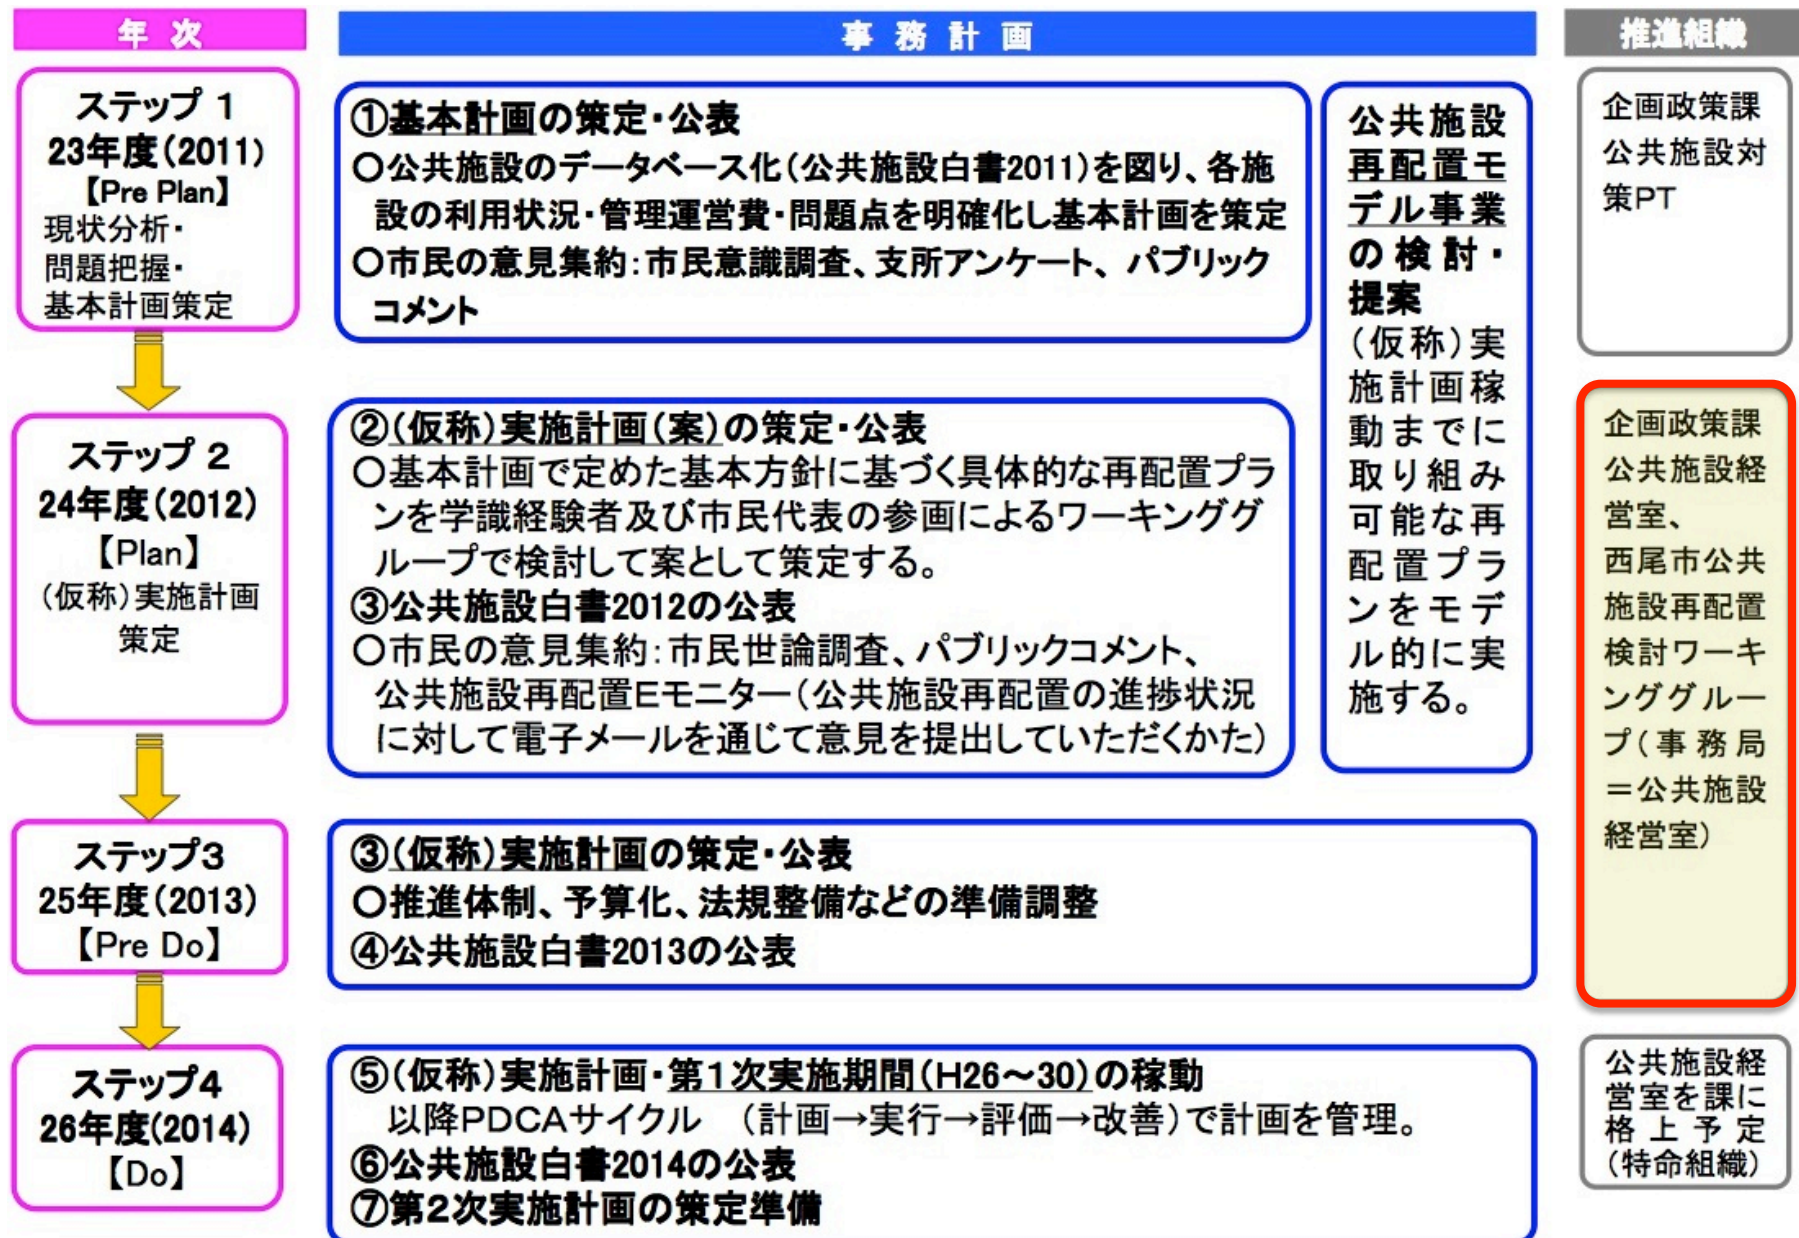 年 次
事 務 計 画
推進組織
ステップ 1
23年度(2011)
【Pre Plan】
現状分析・
問題把握・
基本計画策定
①基本計画の策定・公表
○公共施設のデータベース化(公共施設白書2011)を図り、各施
設の利用状況・管理運営費・問題点を明確化し基本計画を策定
○市民の意見集約：市民意識調査、支所アンケート、パブリック
コメント
公共施設
再配置モ
デル事業
の検討・
提案
(仮称)実
施計画稼
動までに
取り組み
可能な再
配置プラ
ンをモデ
ル的に実
施する。
企画政策課
公共施設対
策PT
ステップ 2
24年度(2012)
【Plan】
(仮称)実施計画
策定
②(仮称)実施計画(案)の策定・公表
○基本計画で定めた基本方針に基づく具体的な再配置プラ
ンを学識経験者及び市民代表の参画によるワーキンググ
ループで検討して案として策定する。
③公共施設白書2012の公表
○市民の意見集約：市民世論調査、パブリックコメント、
公共施設再配置Eモニター(公共施設再配置の進捗状況
に対して電子メールを通じて意見を提出していただくかた)
企画政策課
公共施設経
営室、
西尾市公共
施設再配置
検討ワーキ
ンググルー
プ(事務局
＝公共施設
経営室)
ステップ3
25年度(2013)
【Pre Do】
③(仮称)実施計画の策定・公表
○推進体制、予算化、法規整備などの準備調整
④公共施設白書2013の公表
ステップ4
26年度(2014)
【Do】
⑤(仮称)実施計画・第1次実施期間(H26～30)の稼動
以降PDCAサイクル (計画→実行→評価→改善)で計画を管理。
⑥公共施設白書2014の公表
⑦第2次実施計画の策定準備
公共施設経
営室を課に
格上予定
(特命組織)